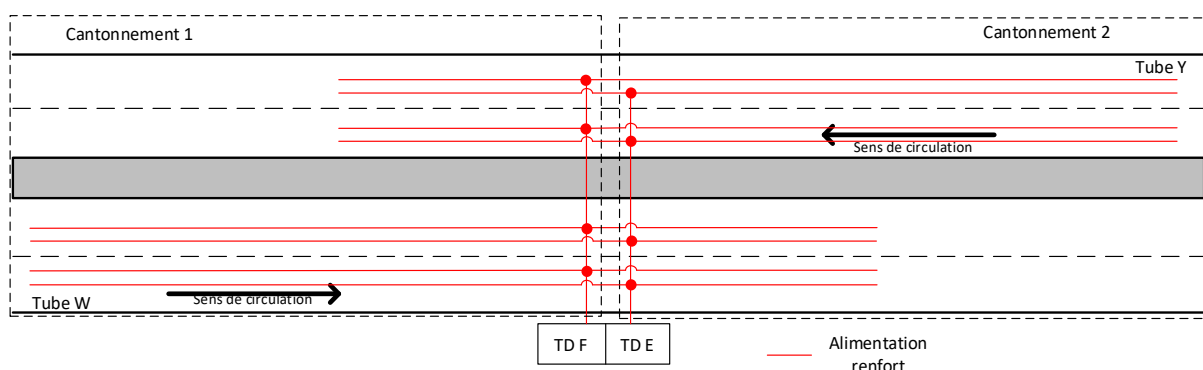 Cantonnement 1
Cantonnement 2
Tube Y
Sens de circulation
Tube W
Sens de circulation
TD F
TD E
Alimentation
renfort